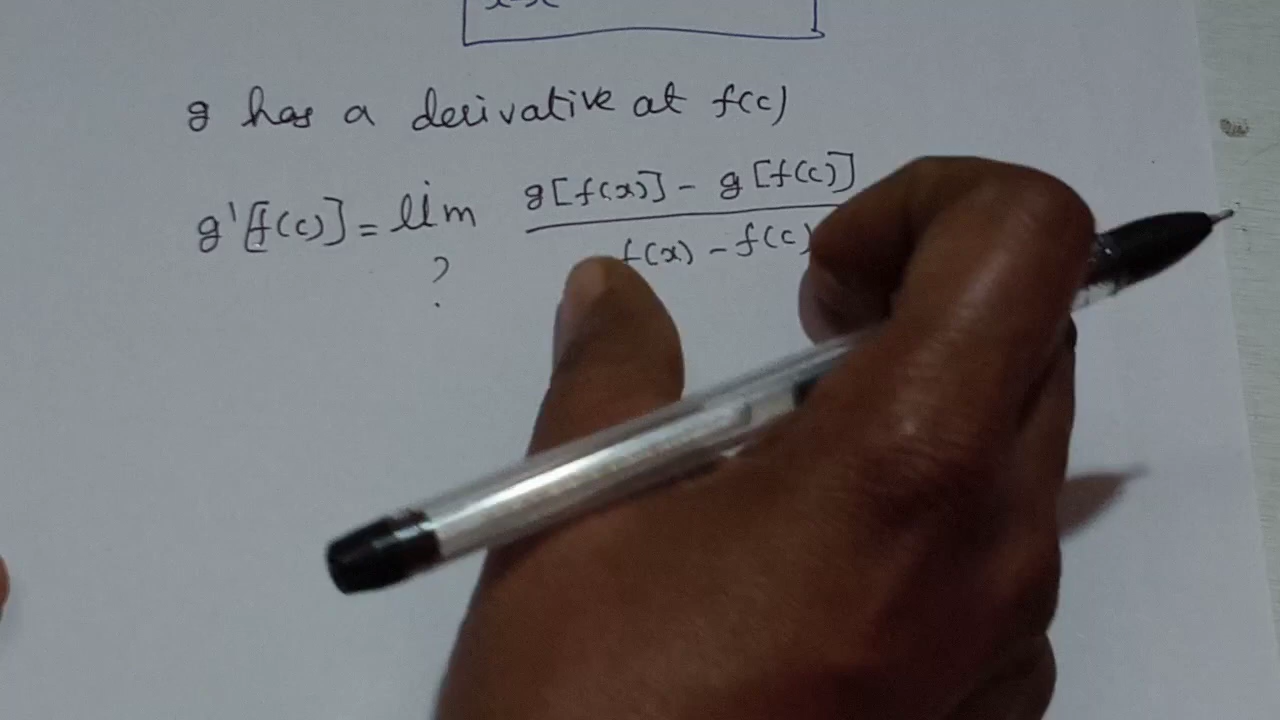 g has a derivative at f(c)
g'[f(c)] = lim g[f(x)] - g[f(c)]
? f(x) - f(c)